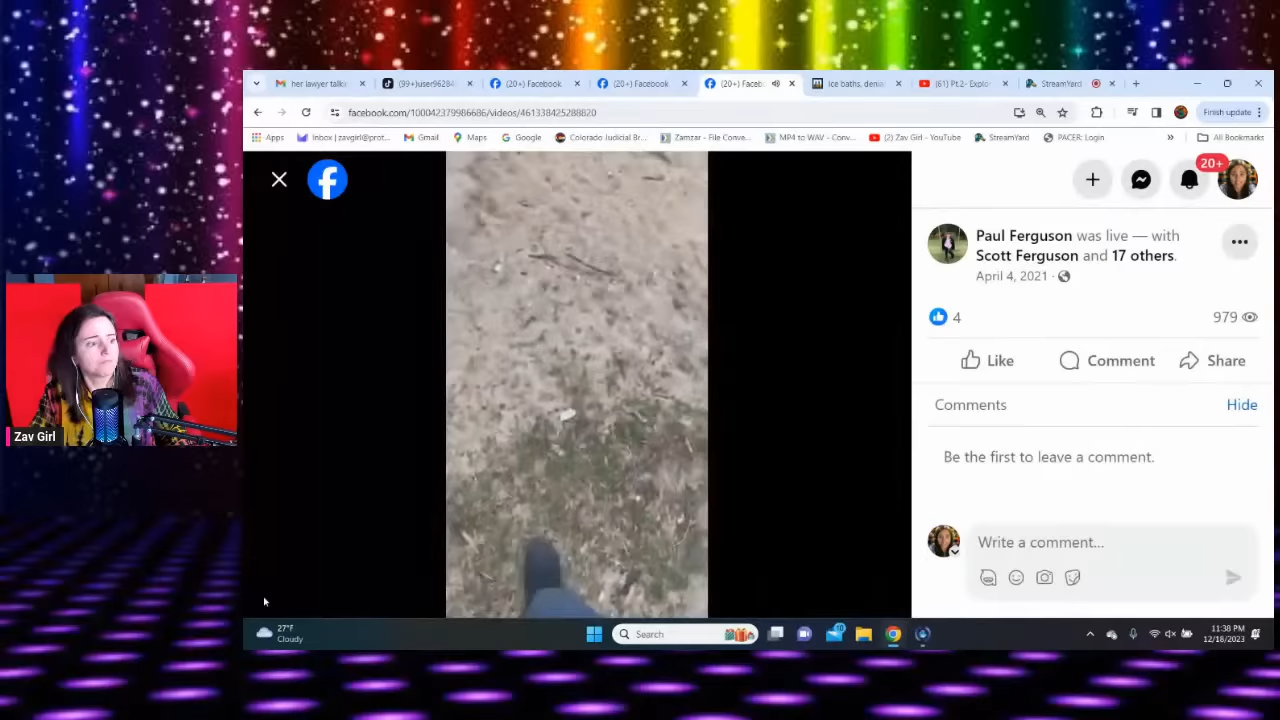 her lawyer talki
(99+)user9628
(20+) Facebook
(20+) Facebook
(20+) Faceb
Ice baths, denia
(61) Pt.2- Explo
StreamYard
facebook.com/100042379986686/videos/461338425288820
Finish update
Apps
Inbox | zavgirl@prot...
Gmail
Maps
Google
Colorado Judicial Br...
Zamzar - File Conve...
MP4 to WAV - Conv...
(2) Zav Girl - YouTube
StreamYard
PACER: Login
»
All Bookmarks
20+
Paul Ferguson was live — with
Scott Ferguson and 17 others.
April 4, 2021 ·
4
979
Like
Comment
Share
Comments
Hide
Be the first to leave a comment.
Write a comment...
Zav Girl
27°F
Cloudy
Search
11:38 PM
12/18/2023